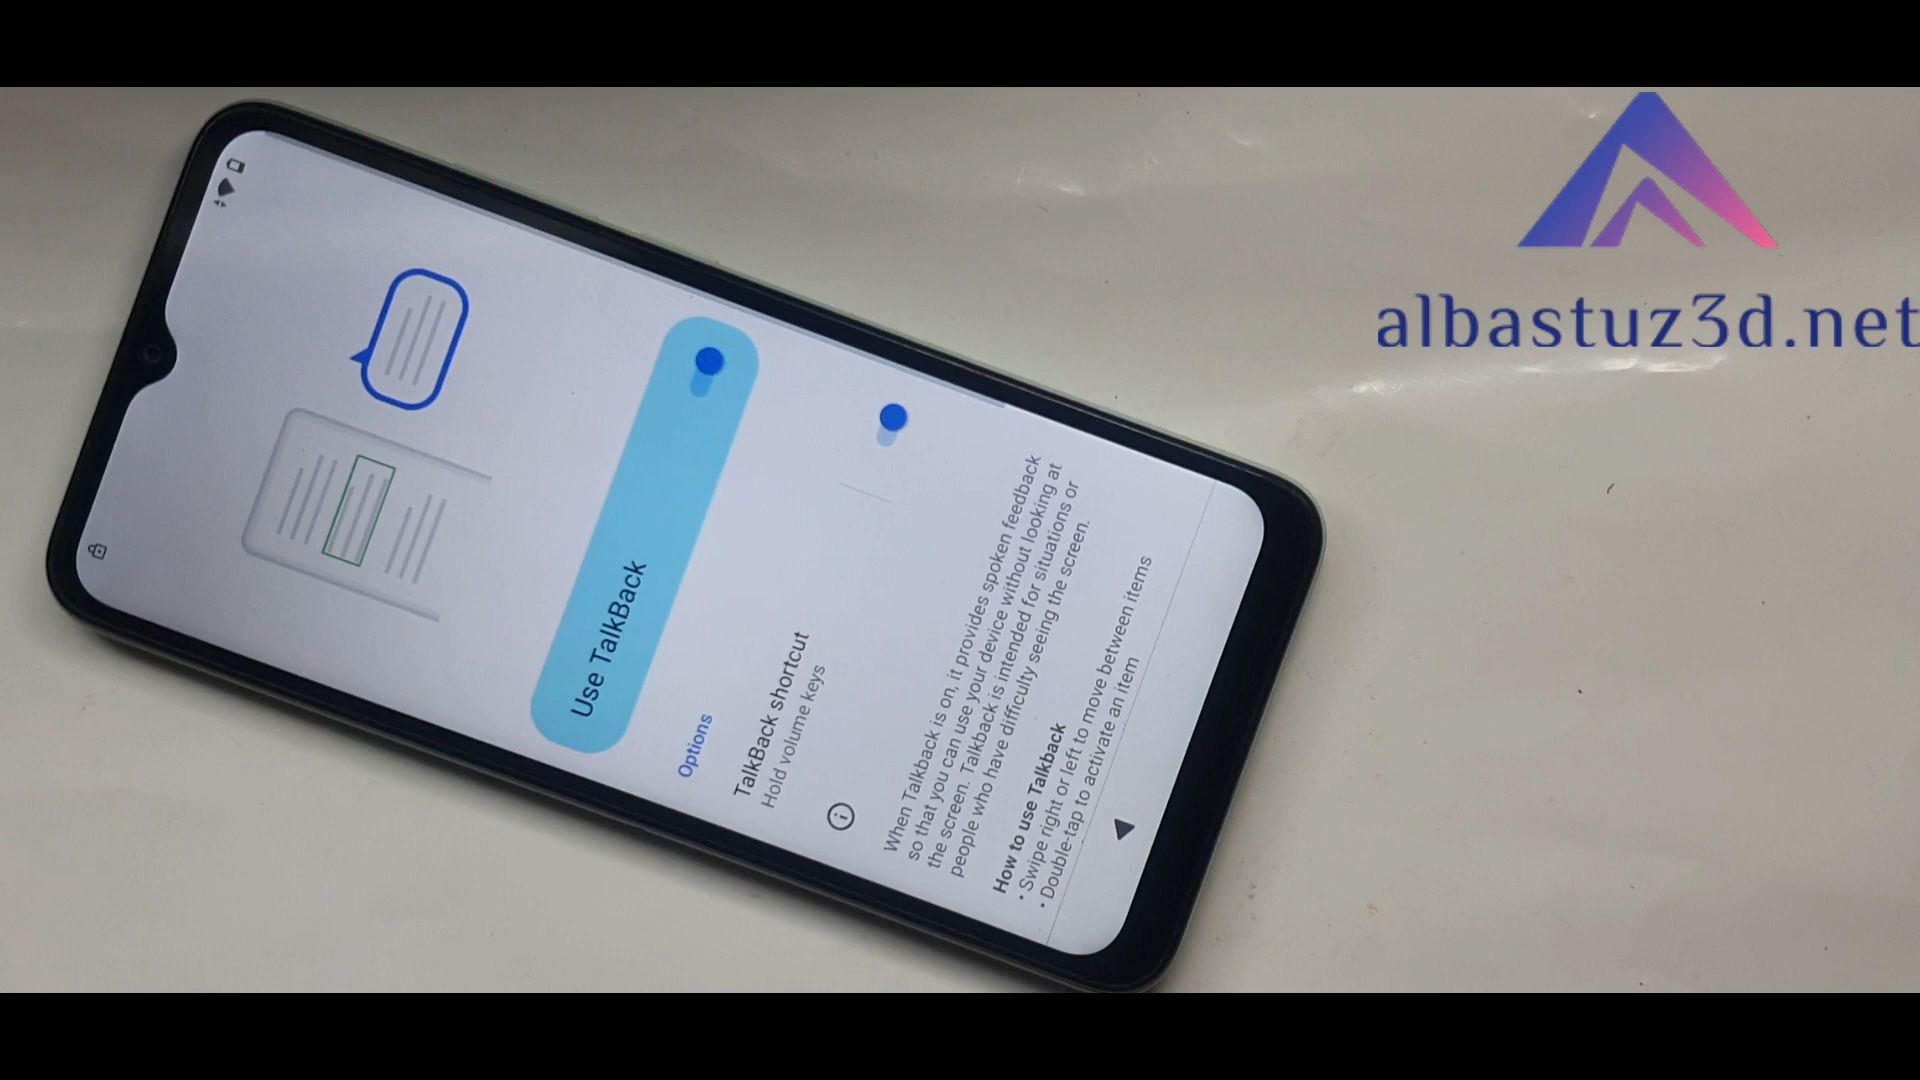 albastuz3d.net
Use TalkBack
Options
TalkBack shortcut
Hold volume keys
When Talkback is on, it provides spoken feedback
so that you can use your device without looking at
the screen. Talkback is intended for situations or
people who have difficulty seeing the screen.
How to use Talkback
• Swipe right or left to move between items
• Double-tap to activate an item